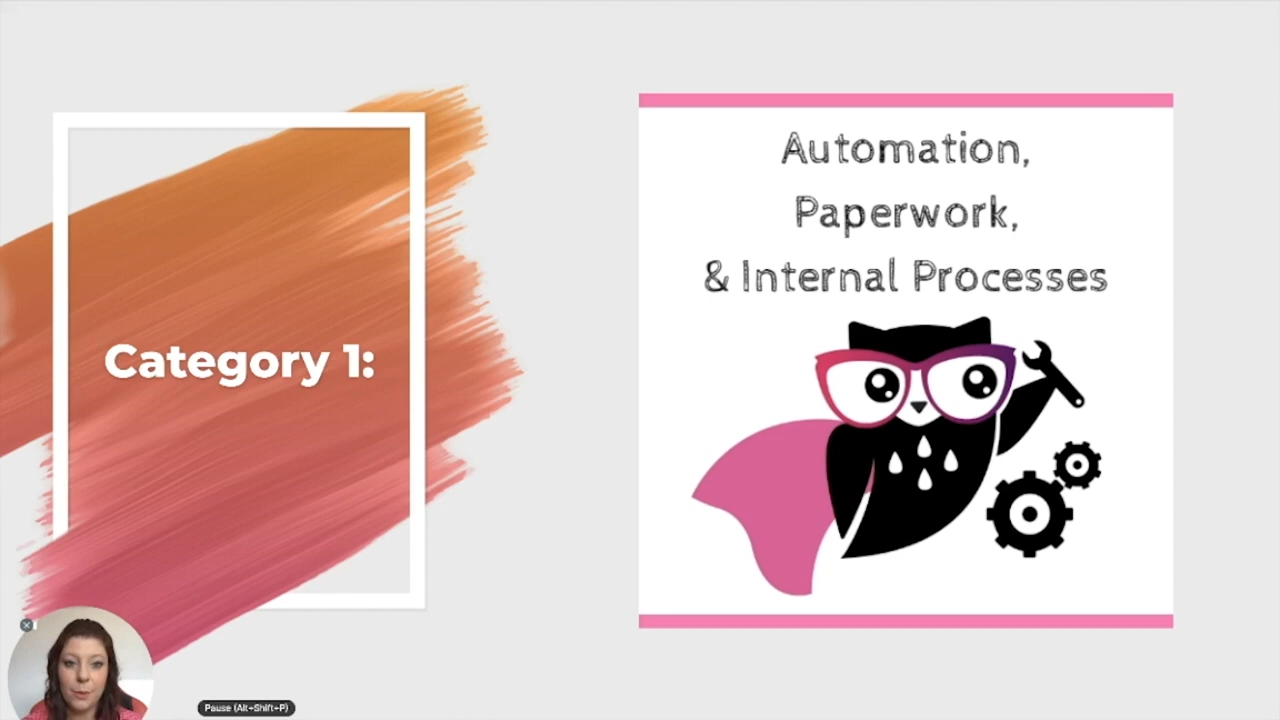 Category 1:
Automation,
Paperwork,
& Internal Processes
Pause (Alt+Shift+P)